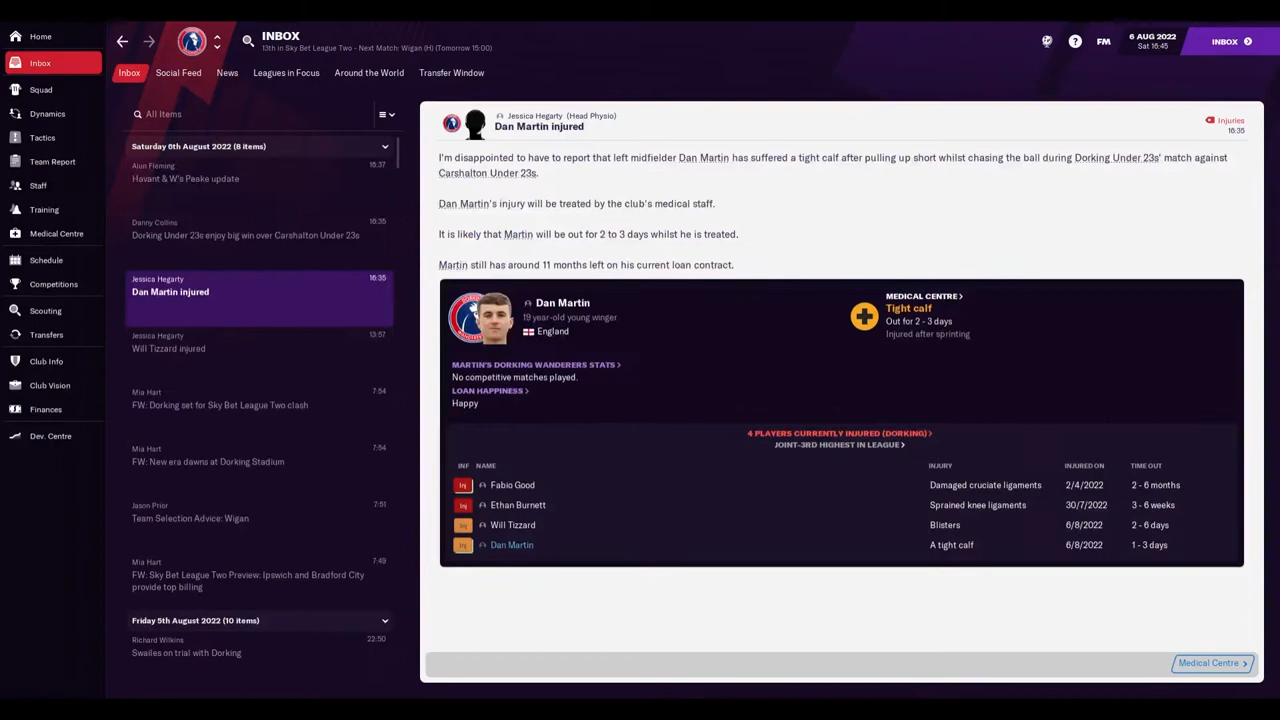 Home
Inbox
Squad
Dynamics
Tactics
Team Report
Staff
Training
Medical Centre
Schedule
Competitions
Scouting
Transfers
Club Info
Club Vision
Finances
Dev. Centre
INBOX
13th in Sky Bet League Two - Next Match: Wigan (H) (Tomorrow 15:00)
FM
6 AUG 2022
Sat 16:45
INBOX
Inbox
Social Feed
News
Leagues in Focus
Around the World
Transfer Window
All Items
Saturday 6th August 2022 (8 items)
Alun Fleming 16:37
Havant & W's Peake update
Danny Collins 16:35
Dorking Under 23s enjoy big win over Carshalton Under 23s
Jessica Hegarty 16:35
Dan Martin injured
Jessica Hegarty 13:57
Will Tizzard injured
Mia Hart 7:54
FW: Dorking set for Sky Bet League Two clash
Mia Hart 7:54
FW: New era dawns at Dorking Stadium
Jason Prior 7:51
Team Selection Advice: Wigan
Mia Hart 7:49
FW: Sky Bet League Two Preview: Ipswich and Bradford City
provide top billing
Friday 5th August 2022 (10 items)
Richard Wilkins 22:50
Swailes on trial with Dorking
Jessica Hegarty (Head Physio)
Dan Martin injured
Injuries
16:35
I'm disappointed to have to report that left midfielder Dan Martin has suffered a tight calf after pulling up short whilst chasing the ball during Dorking Under 23s' match against
Carshalton Under 23s.
Dan Martin's injury will be treated by the club's medical staff.
It is likely that Martin will be out for 2 to 3 days whilst he is treated.
Martin still has around 11 months left on his current loan contract.
Dan Martin
19 year-old young winger
England
MEDICAL CENTRE >
Tight calf
Out for 2 - 3 days
Injured after sprinting
MARTIN'S DORKING WANDERERS STATS >
No competitive matches played.
LOAN HAPPINESS >
Happy
4 PLAYERS CURRENTLY INJURED (DORKING) >
JOINT-3RD HIGHEST IN LEAGUE >
INF NAME INJURY INJURED ON TIME OUT
Inj Fabio Good Damaged cruciate ligaments 2/4/2022 2 - 6 months
Inj Ethan Burnett Sprained knee ligaments 30/7/2022 3 - 6 weeks
Inj Will Tizzard Blisters 6/8/2022 2 - 6 days
Inj Dan Martin A tight calf 6/8/2022 1 - 3 days
Medical Centre >